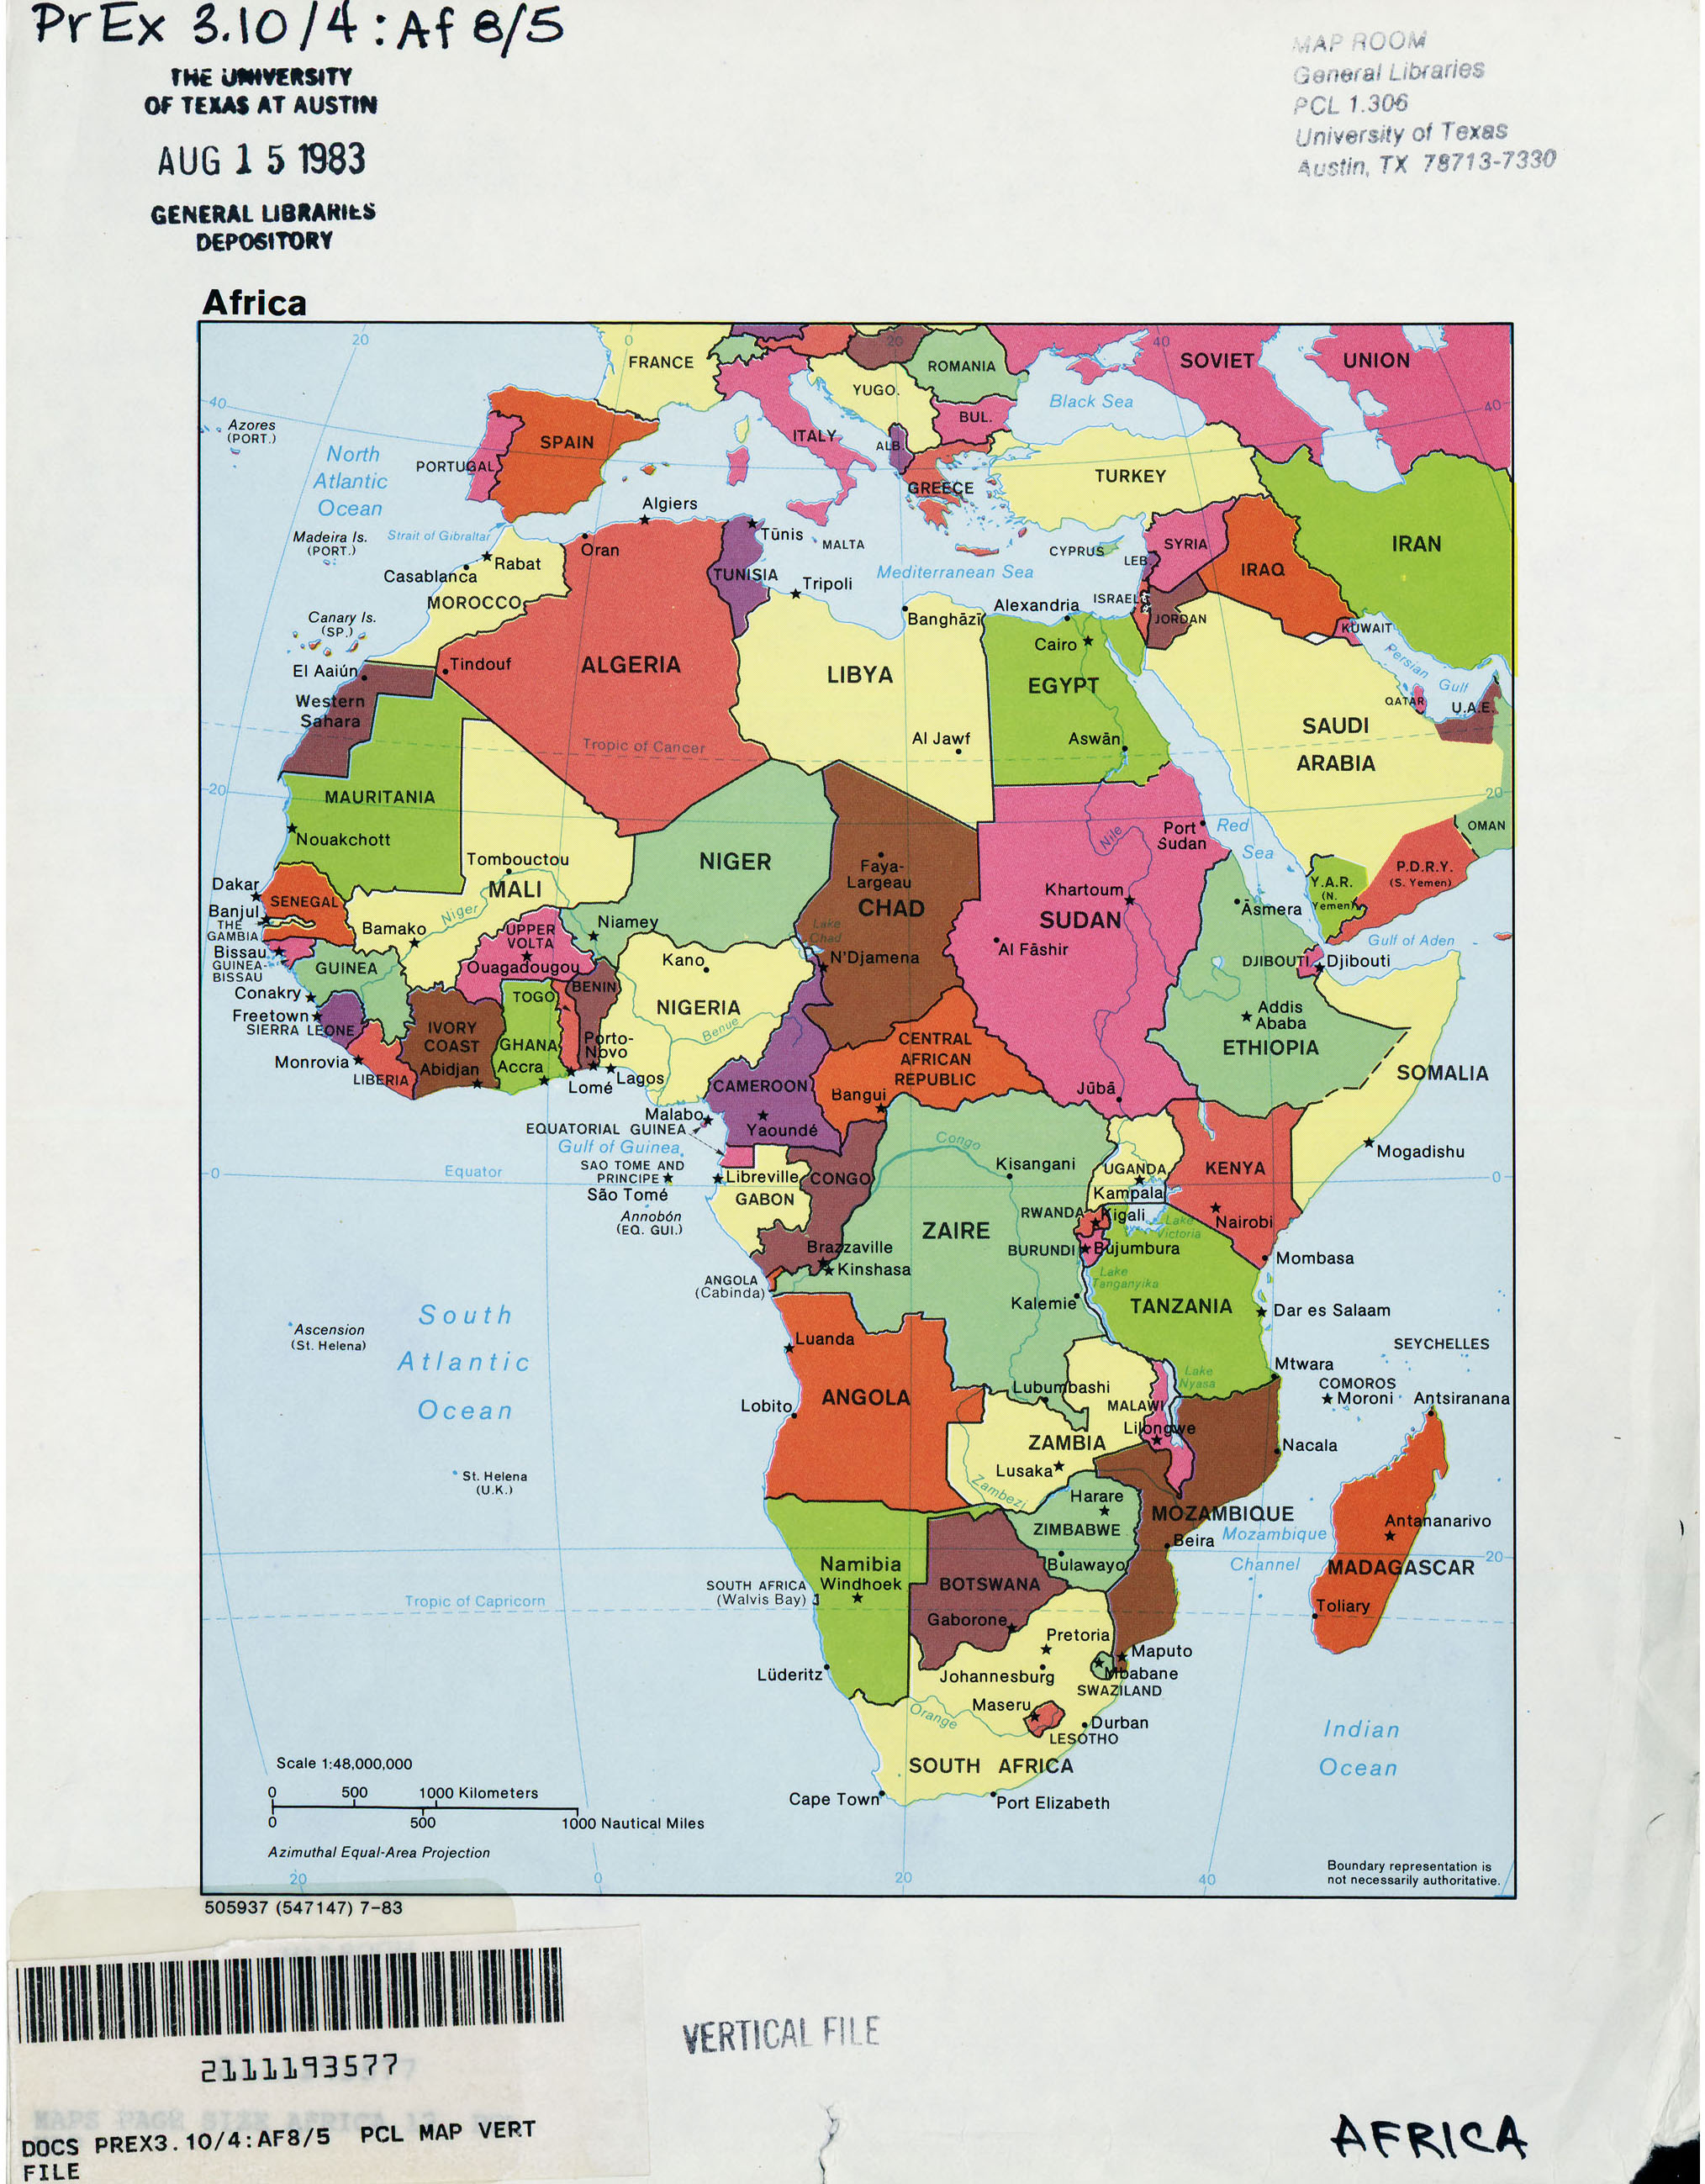 PrEx 3.10/4:Af 8/5
THE UNIVERSITY
OF TEXAS AT AUSTIN
AUG 15 1983
GENERAL LIBRARIES
DEPOSITORY
MAP ROOM
General Libraries
PCL 1.306
University of Texas
Austin, TX 78713-7330
Africa
20
0
20
40
FRANCE
ROMANIA
SOVIET
UNION
YUGO.
BUL.
Black Sea
40
40
Azores
(PORT.)
SPAIN
ITALY
ALB.
North
Atlantic
Ocean
PORTUGAL
GREECE
TURKEY
Algiers
Madeira Is.
(PORT.)
Strait of Gibraltar
Oran
Tūnis
MALTA
CYPRUS
LEB.
SYRIA
IRAQ
IRAN
Rabat
Casablanca
MOROCCO
TUNISIA
Tripoli
Mediterranean Sea
Banghāzī
Alexandria
ISRAEL
JORDAN
KUWAIT
Canary Is.
(SP.)
Cairo
Persian Gulf
El Aaiún
Tindouf
ALGERIA
LIBYA
EGYPT
QATAR
U.A.E.
Western
Sahara
SAUDI
ARABIA
Tropic of Cancer
Al Jawf
Aswān
20
MAURITANIA
20
Nouakchott
Tombouctou
NIGER
Faya-
Largeau
Nile
Port
Sudan
Red
Sea
OMAN
P.D.R.Y.
(S. Yemen)
Y.A.R.
(N.
Yemen)
Dakar
SENEGAL
MALI
CHAD
Khartoum
SUDAN
Āsmera
Banjul
THE
GAMBIA
Bamako
Niger
UPPER
VOLTA
Niamey
Lake
Chad
Al Fāshir
Gulf of Aden
Bissau
GUINEA-
BISSAU
GUINEA
Ouagadougou
Kano
N'Djamena
DJIBOUTI
Djibouti
Conakry
TOGO
BENIN
NIGERIA
Addis
Ababa
Freetown
SIERRA LEONE
IVORY
COAST
GHANA
Porto-
Novo
Benue
CENTRAL
AFRICAN
REPUBLIC
ETHIOPIA
Monrovia
LIBERIA
Abidjan
Accra
Lomé
Lagos
CAMEROON
Bangui
Jūbā
SOMALIA
Malabo
EQUATORIAL GUINEA
Yaoundé
Gulf of Guinea
Congo
Mogadishu
0
Equator
SAO TOME AND
PRINCIPE
São Tomé
Libreville
GABON
CONGO
Kisangani
UGANDA
Kampala
KENYA
0
Annobón
(EQ. GUI.)
ZAIRE
RWANDA
Kigali
Lake
Victoria
Nairobi
Brazzaville
Kinshasa
BURUNDI
Bujumbura
Mombasa
ANGOLA
(Cabinda)
Lake
Tanganyika
Kalemie
TANZANIA
Dar es Salaam
South
Atlantic
Ocean
Ascension
(St. Helena)
Luanda
SEYCHELLES
Lake
Nyasa
Mtwara
COMOROS
Moroni
Antsiranana
ANGOLA
Lubumbashi
MALAWI
Lobito
Lilongwe
ZAMBIA
Nacala
St. Helena
(U.K.)
Lusaka
Zambezi
Harare
MOZAMBIQUE
Antananarivo
ZIMBABWE
Beira
Mozambique
Channel
20
Namibia
Windhoek
Bulawayo
MADAGASCAR
SOUTH AFRICA
(Walvis Bay)
BOTSWANA
Tropic of Capricorn
Gaborone
Toliary
Pretoria
Maputo
Lüderitz
Johannesburg
Mbabane
SWAZILAND
Maseru
Orange
Durban
LESOTHO
Indian
Ocean
SOUTH AFRICA
Cape Town
Port Elizabeth
Scale 1:48,000,000
0 500 1000 Kilometers
0 500 1000 Nautical Miles
Azimuthal Equal-Area Projection
Boundary representation is
not necessarily authoritative.
20
0
20
40
505937 (547147) 7-83
2111193577
VERTICAL FILE
DOCS PREX3.10/4:AF8/5 PCL MAP VERT
FILE
AFRICA